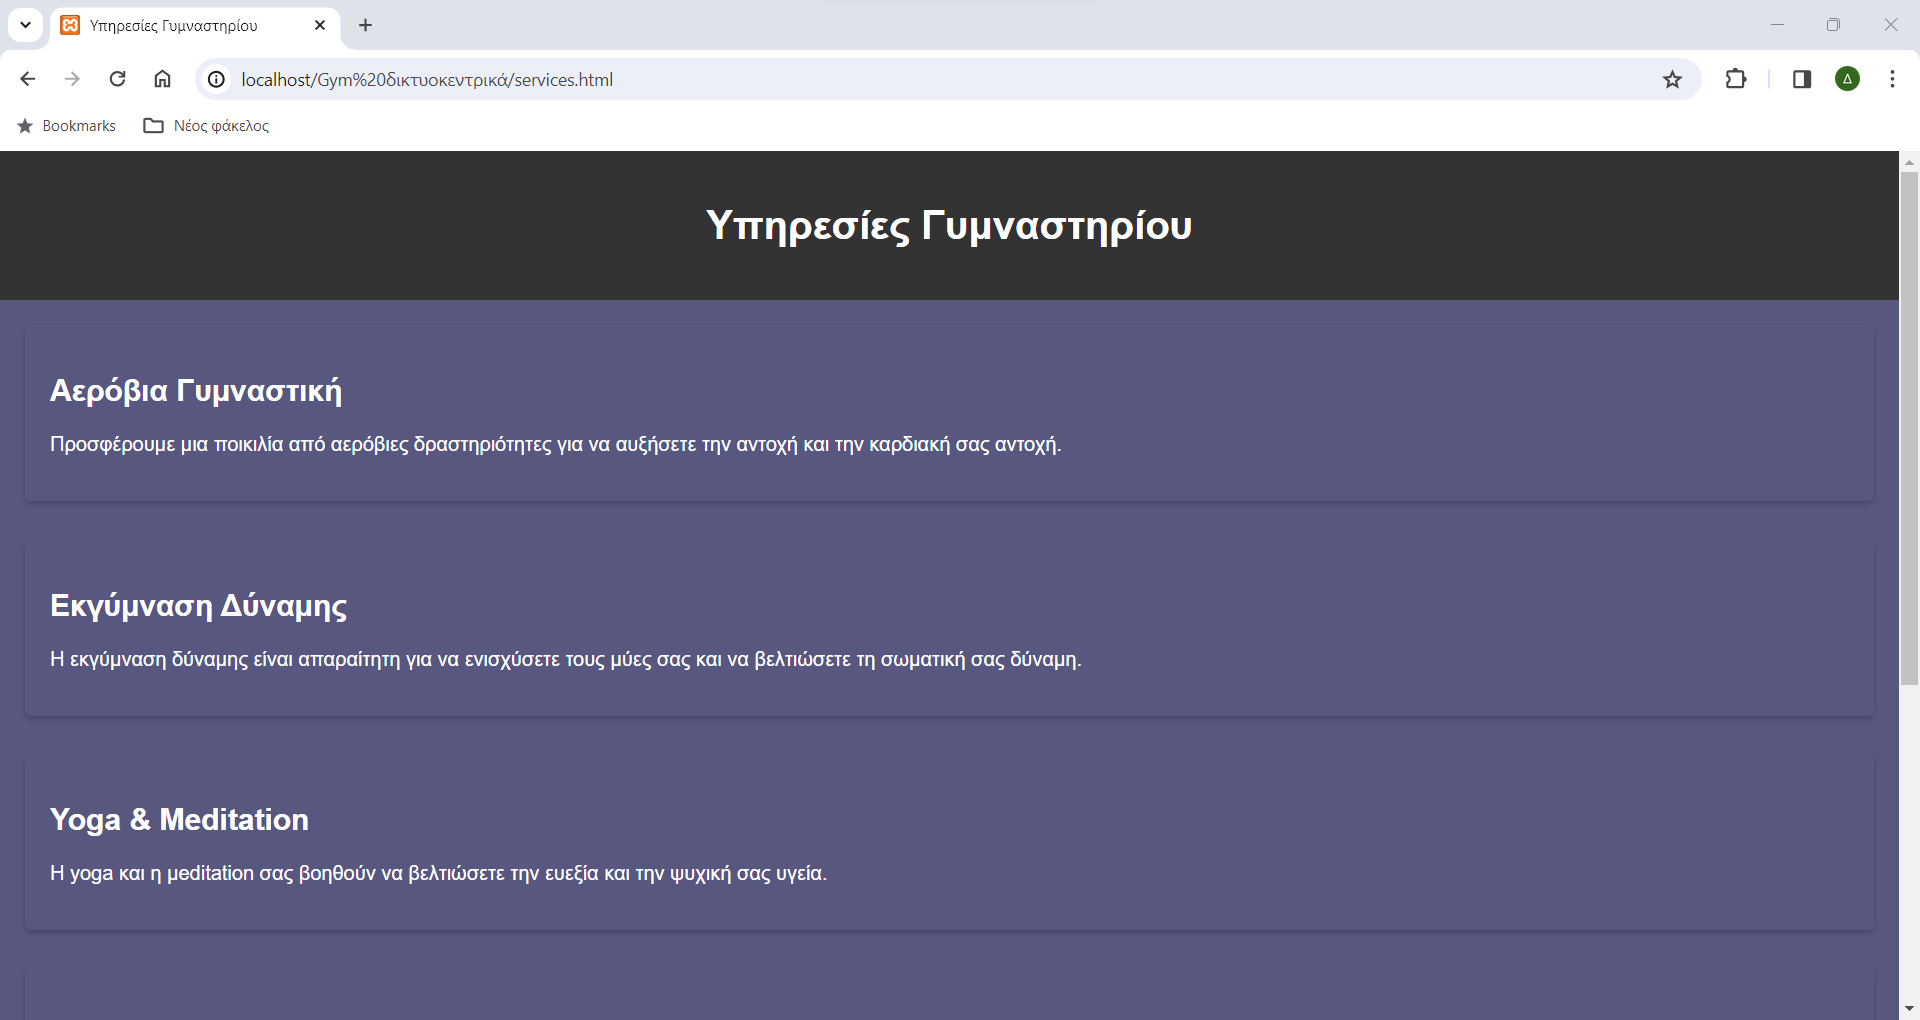 Υπηρεσίες Γυμναστηρίου
localhost/Gym%20δικτυοκεντρικά/services.html
Δ
Bookmarks
Νέος φάκελος
Υπηρεσίες Γυμναστηρίου
Αερόβια Γυμναστική
Προσφέρουμε μια ποικιλία από αερόβιες δραστηριότητες για να αυξήσετε την αντοχή και την καρδιακή σας αντοχή.
Εκγύμναση Δύναμης
Η εκγύμναση δύναμης είναι απαραίτητη για να ενισχύσετε τους μύες σας και να βελτιώσετε τη σωματική σας δύναμη.
Yoga & Meditation
Η yoga και η μeditation σας βοηθούν να βελτιώσετε την ευεξία και την ψυχική σας υγεία.